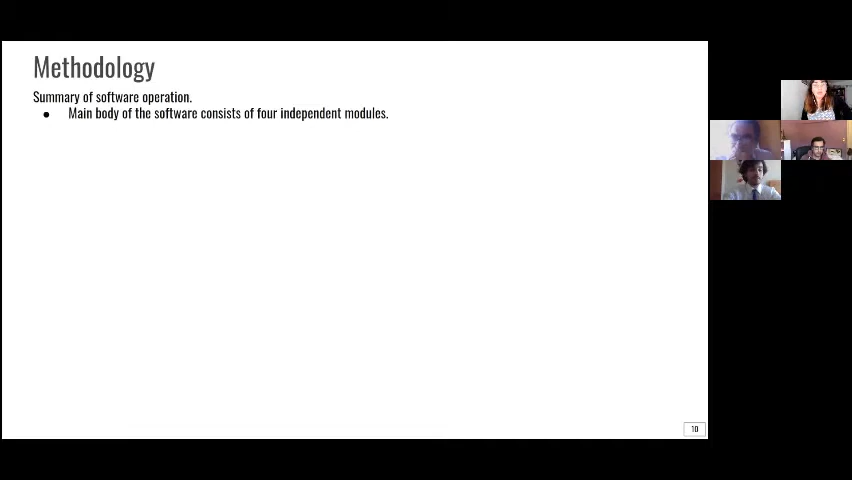 Methodology
Summary of software operation.
● Main body of the software consists of four independent modules.
10